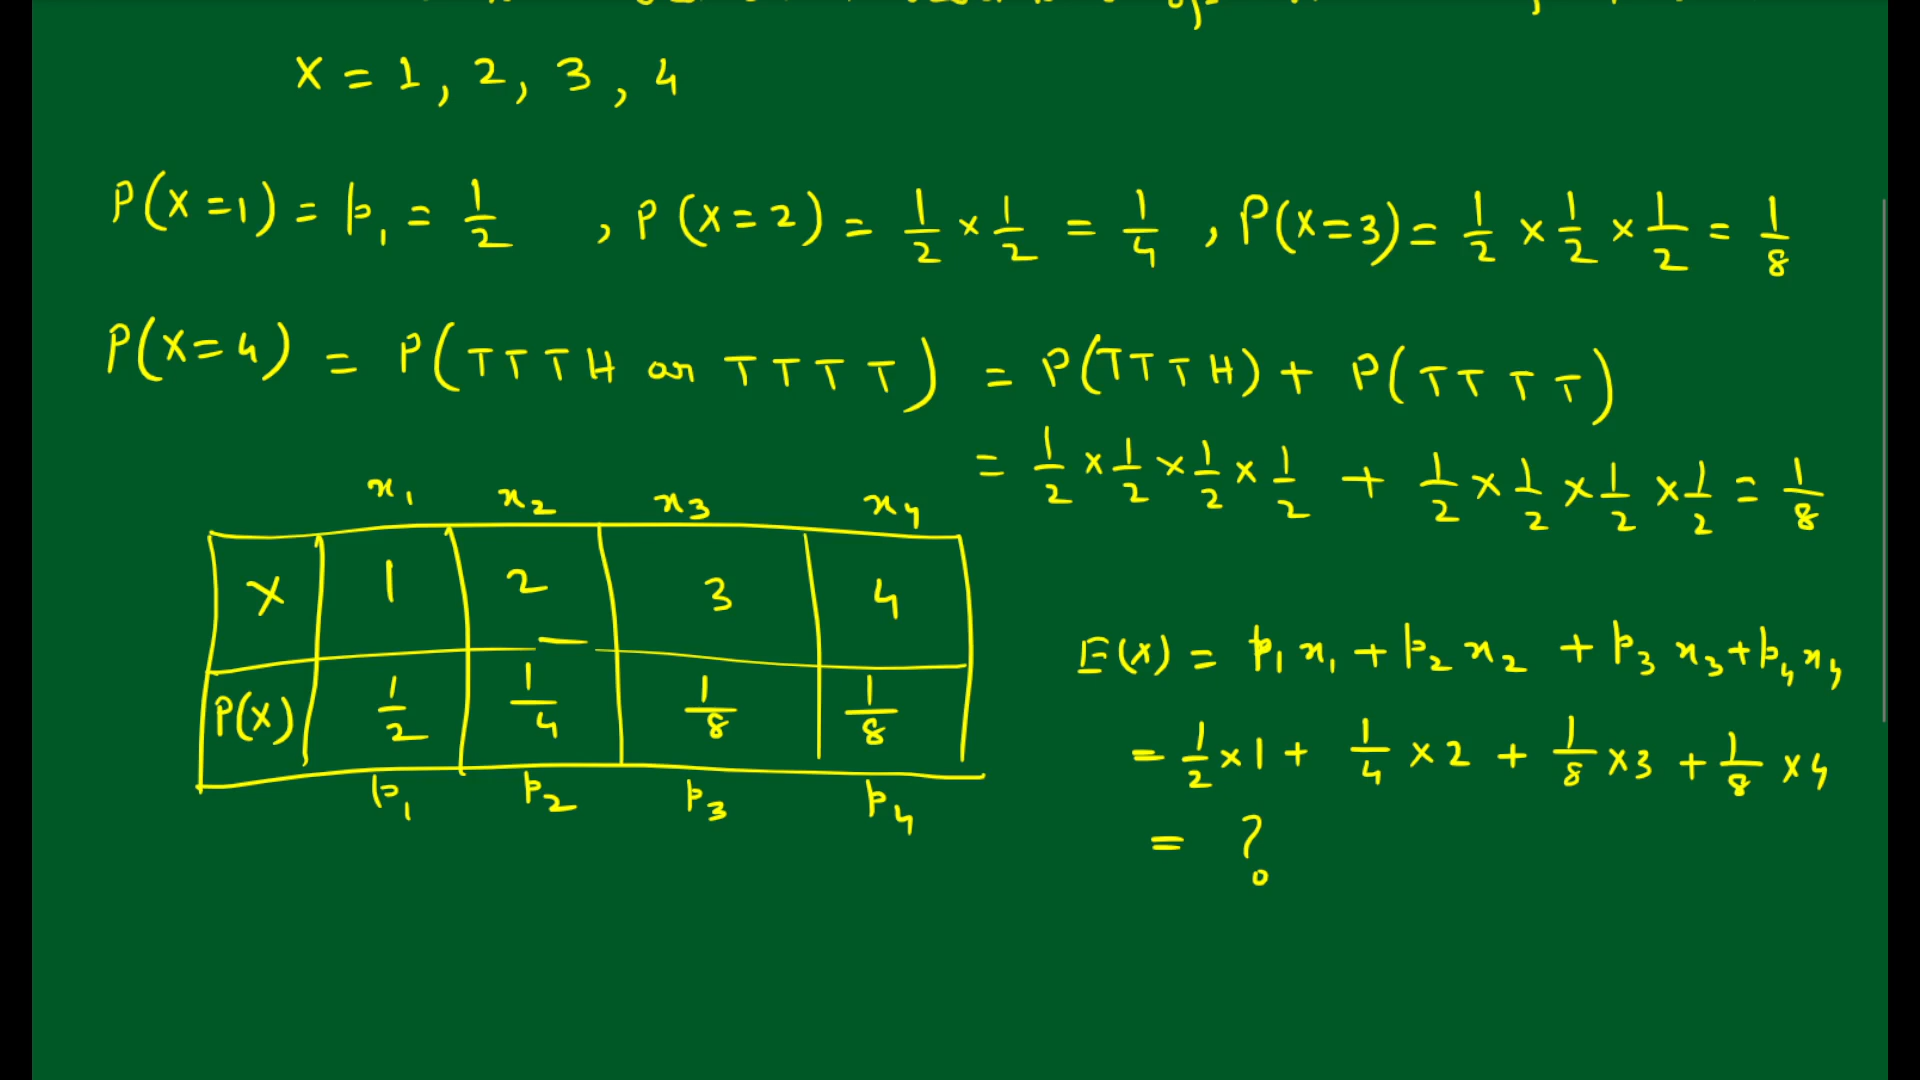 X = 1, 2, 3, 4
P(X=1) = p₁ = 1/2 , P(X=2) = 1/2 × 1/2 = 1/4 , P(X=3) = 1/2 × 1/2 × 1/2 = 1/8
P(X=4) = P(TTTH or TTTT) = P(TTTH) + P(TTTT)
= 1/2 × 1/2 × 1/2 × 1/2 + 1/2 × 1/2 × 1/2 × 1/2 = 1/8
x₁ x₂ x₃ x₄
X 1 2 3 4
P(X) 1/2 1/4 1/8 1/8
p₁ p₂ p₃ p₄
E(X) = p₁x₁ + p₂x₂ + p₃x₃ + p₄x₄
= 1/2 × 1 + 1/4 × 2 + 1/8 × 3 + 1/8 × 4
= ?